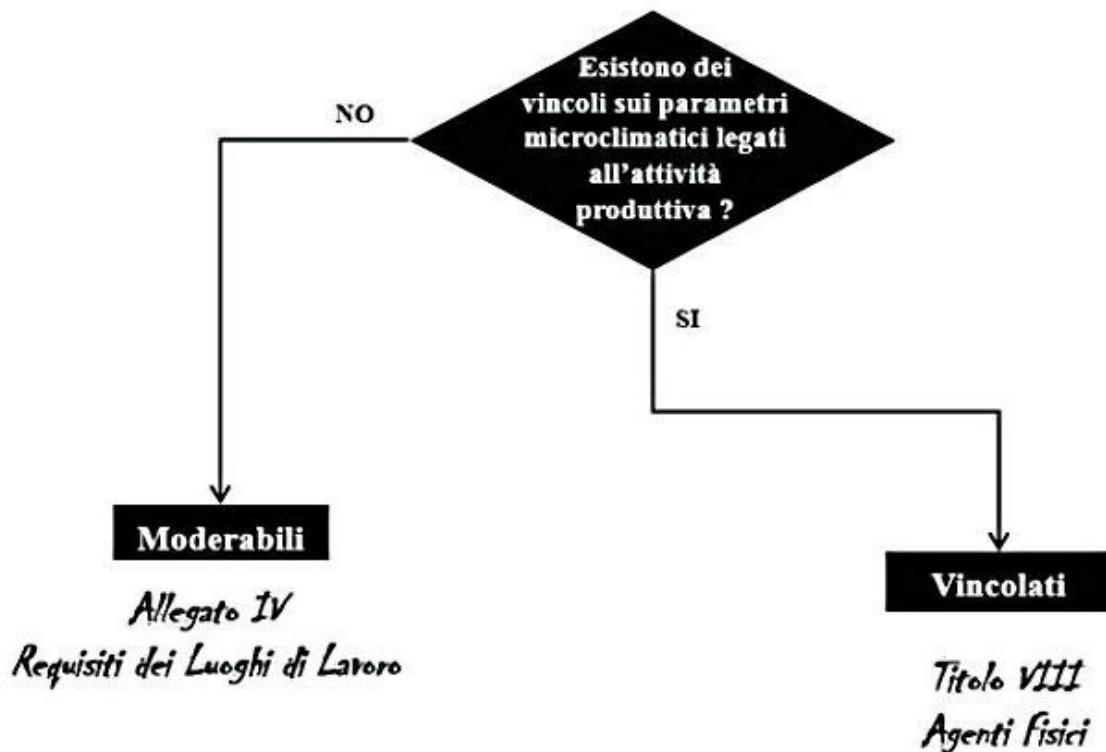 Esistono dei
vincoli sui parametri
microclimatici legati
all'attività
produttiva ?
NO
SI
Moderabili
Allegato IV
Requisiti dei Luoghi di Lavoro
Vincolati
Titolo VIII
Agenti Fisici